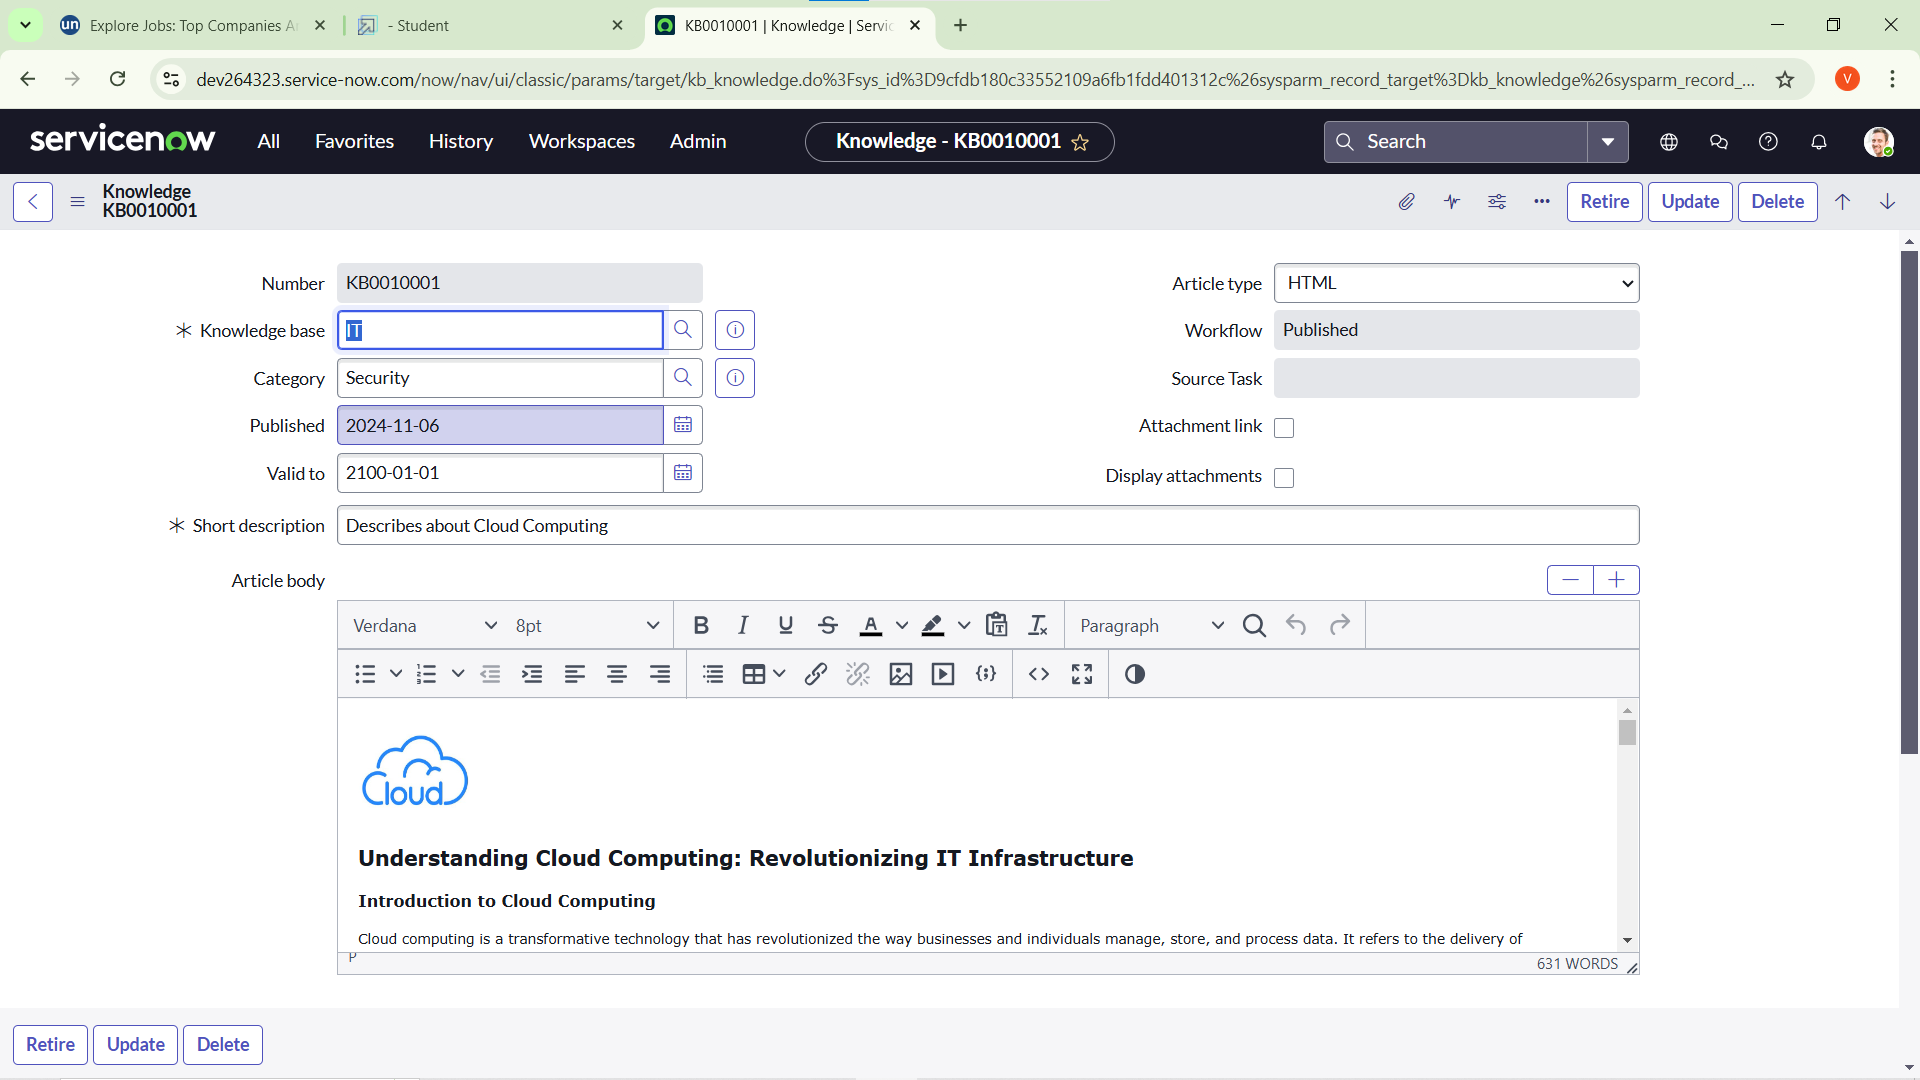 un Explore Jobs: Top Companies A
- Student
KB0010001 | Knowledge | Servic
dev264323.service-now.com/now/nav/ui/classic/params/target/kb_knowledge.do%3Fsys_id%3D9cfdb180c33552109a6fb1fdd401312c%26sysparm_record_target%3Dkb_knowledge%26sysparm_record_...
V
servicenow All Favorites History Workspaces Admin Knowledge - KB0010001 Search
Knowledge
KB0010001
Retire Update Delete
Number KB0010001
Article type HTML
Knowledge base IT
Workflow Published
Category Security
Source Task
Published 2024-11-06
Attachment link
Valid to 2100-01-01
Display attachments
Short description Describes about Cloud Computing
Article body
Verdana 8pt Paragraph
Cloud
Understanding Cloud Computing: Revolutionizing IT Infrastructure
Introduction to Cloud Computing
Cloud computing is a transformative technology that has revolutionized the way businesses and individuals manage, store, and process data. It refers to the delivery of
P 631 WORDS
Retire Update Delete